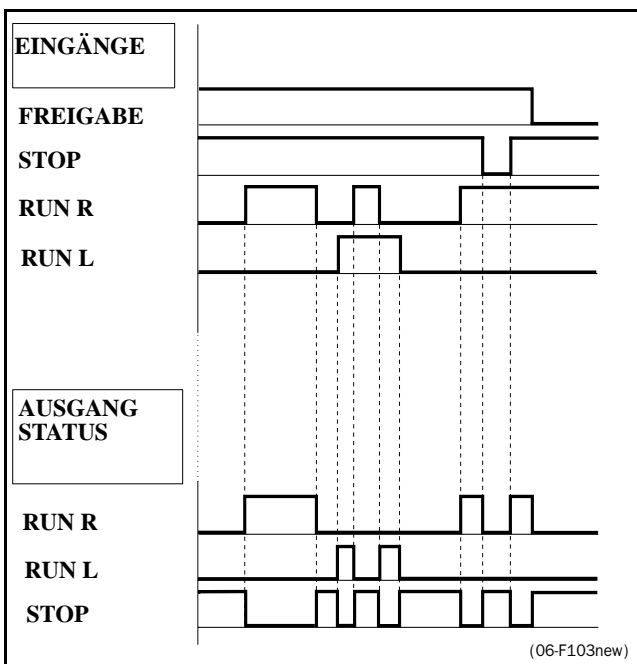 EINGÄNGE
FREIGABE
STOP
RUN R
RUN L
AUSGANG
STATUS
RUN R
RUN L
STOP
(06-F103new)